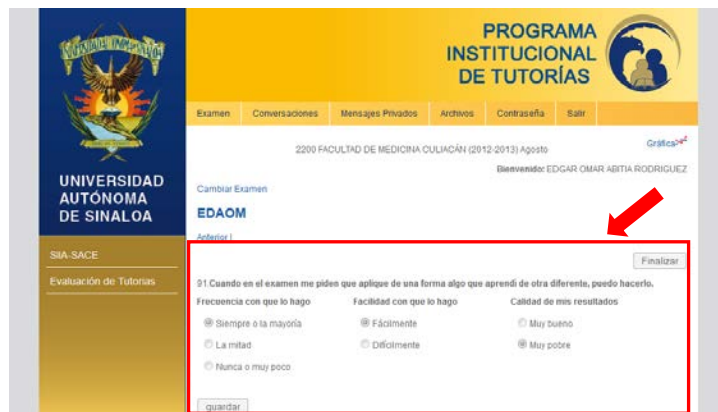 PROGRAMA
INSTITUCIONAL
DE TUTORÍAS
Examen Conversaciones Mensajes Privados Archivos Contraseña Salir
2200 FACULTAD DE MEDICINA CULIACÁN (2012-2013) Agosto
Gráfica
Bienvenido: EDGAR OMAR ABITIA RODRIGUEZ
UNIVERSIDAD
AUTÓNOMA
DE SINALOA
Cambiar Examen
EDAOM
Anterior |
SIIA-SACE
Evaluación de Tutorias
Finalizar
91.Cuando en el examen me piden que aplique de una forma algo que aprendí de otra diferente, puedo hacerlo.
Frecuencia con que lo hago Facilidad con que lo hago Calidad de mis resultados
Siempre o la mayoría Fácilmente Muy bueno
La mitad Difícilmente Muy pobre
Nunca o muy poco
guardar